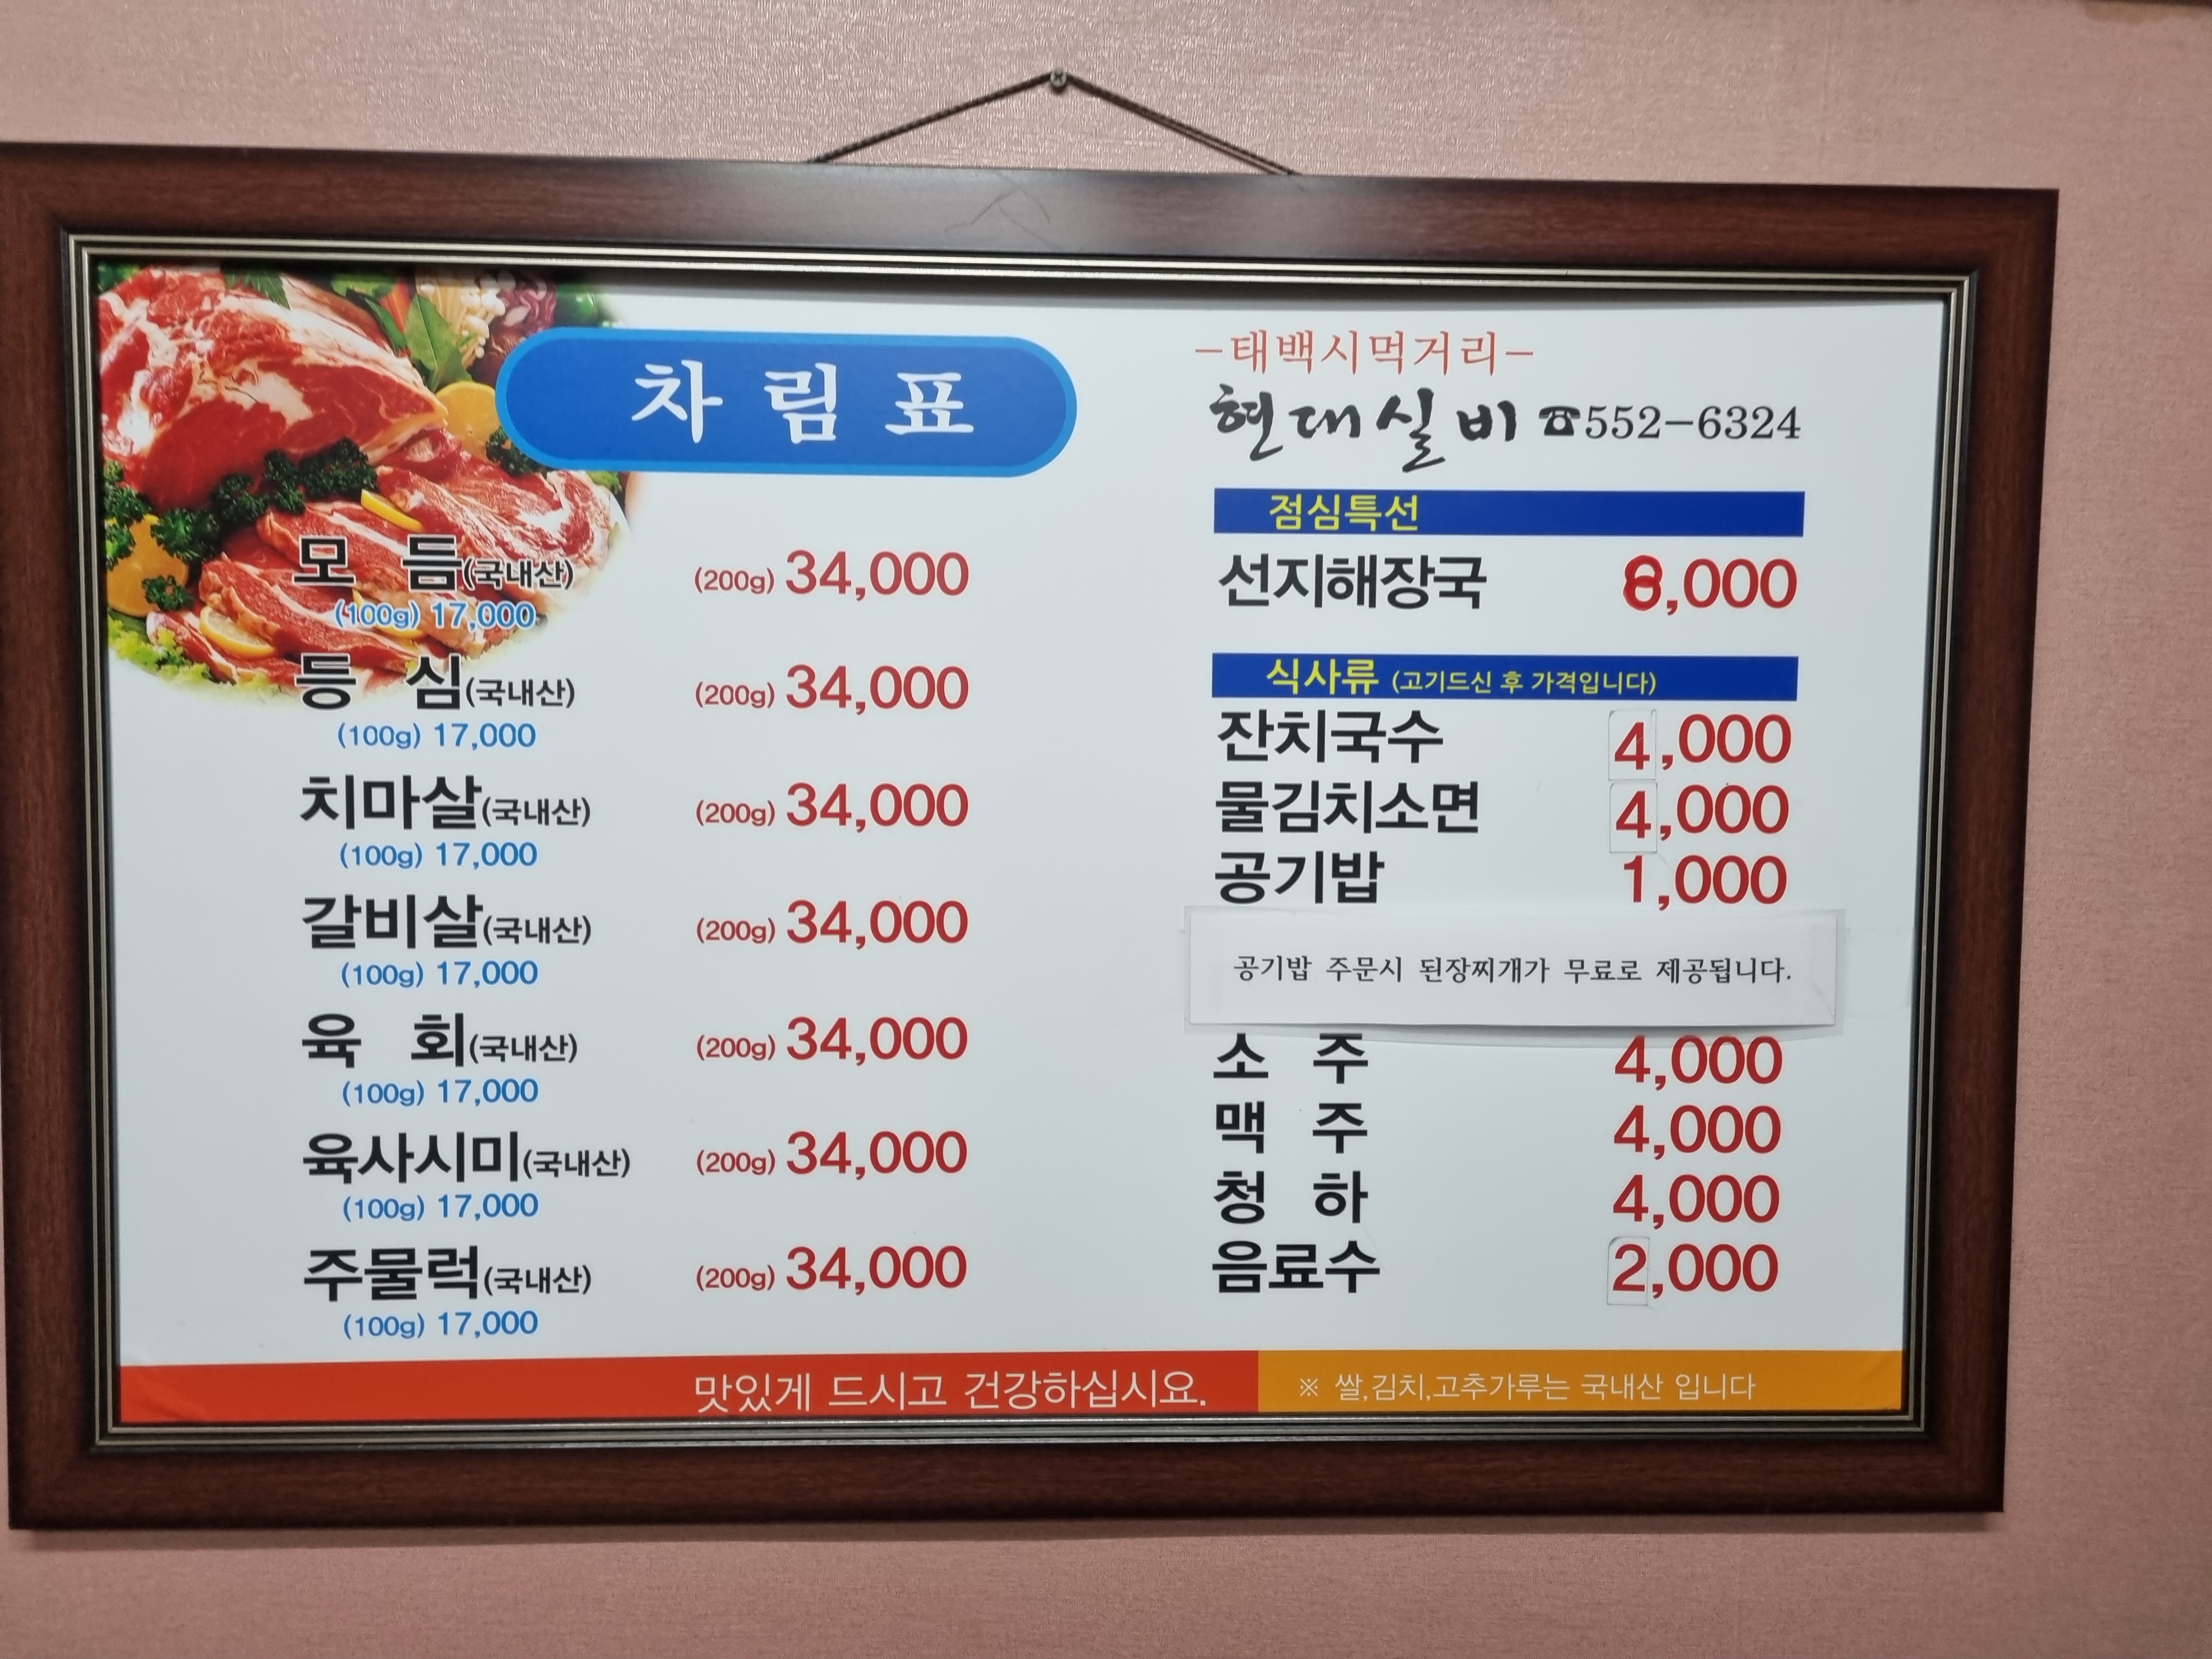 차림표
모 듬(국내산) (200g) 34,000
(100g) 17,000
등 심(국내산) (200g) 34,000
(100g) 17,000
치마살(국내산) (200g) 34,000
(100g) 17,000
갈비살(국내산) (200g) 34,000
(100g) 17,000
육 회(국내산) (200g) 34,000
(100g) 17,000
육사시미(국내산) (200g) 34,000
(100g) 17,000
주물럭(국내산) (200g) 34,000
(100g) 17,000
-태백시먹거리-
현대실비 ☎552-6324
점심특선
선지해장국 8,000
식사류 (고기드신 후 가격입니다)
잔치국수 4,000
물김치소면 4,000
공기밥 1,000
공기밥 주문시 된장찌개가 무료로 제공됩니다.
소 주 4,000
맥 주 4,000
청 하 4,000
음료수 2,000
맛있게 드시고 건강하십시요.
※ 쌀,김치,고추가루는 국내산 입니다